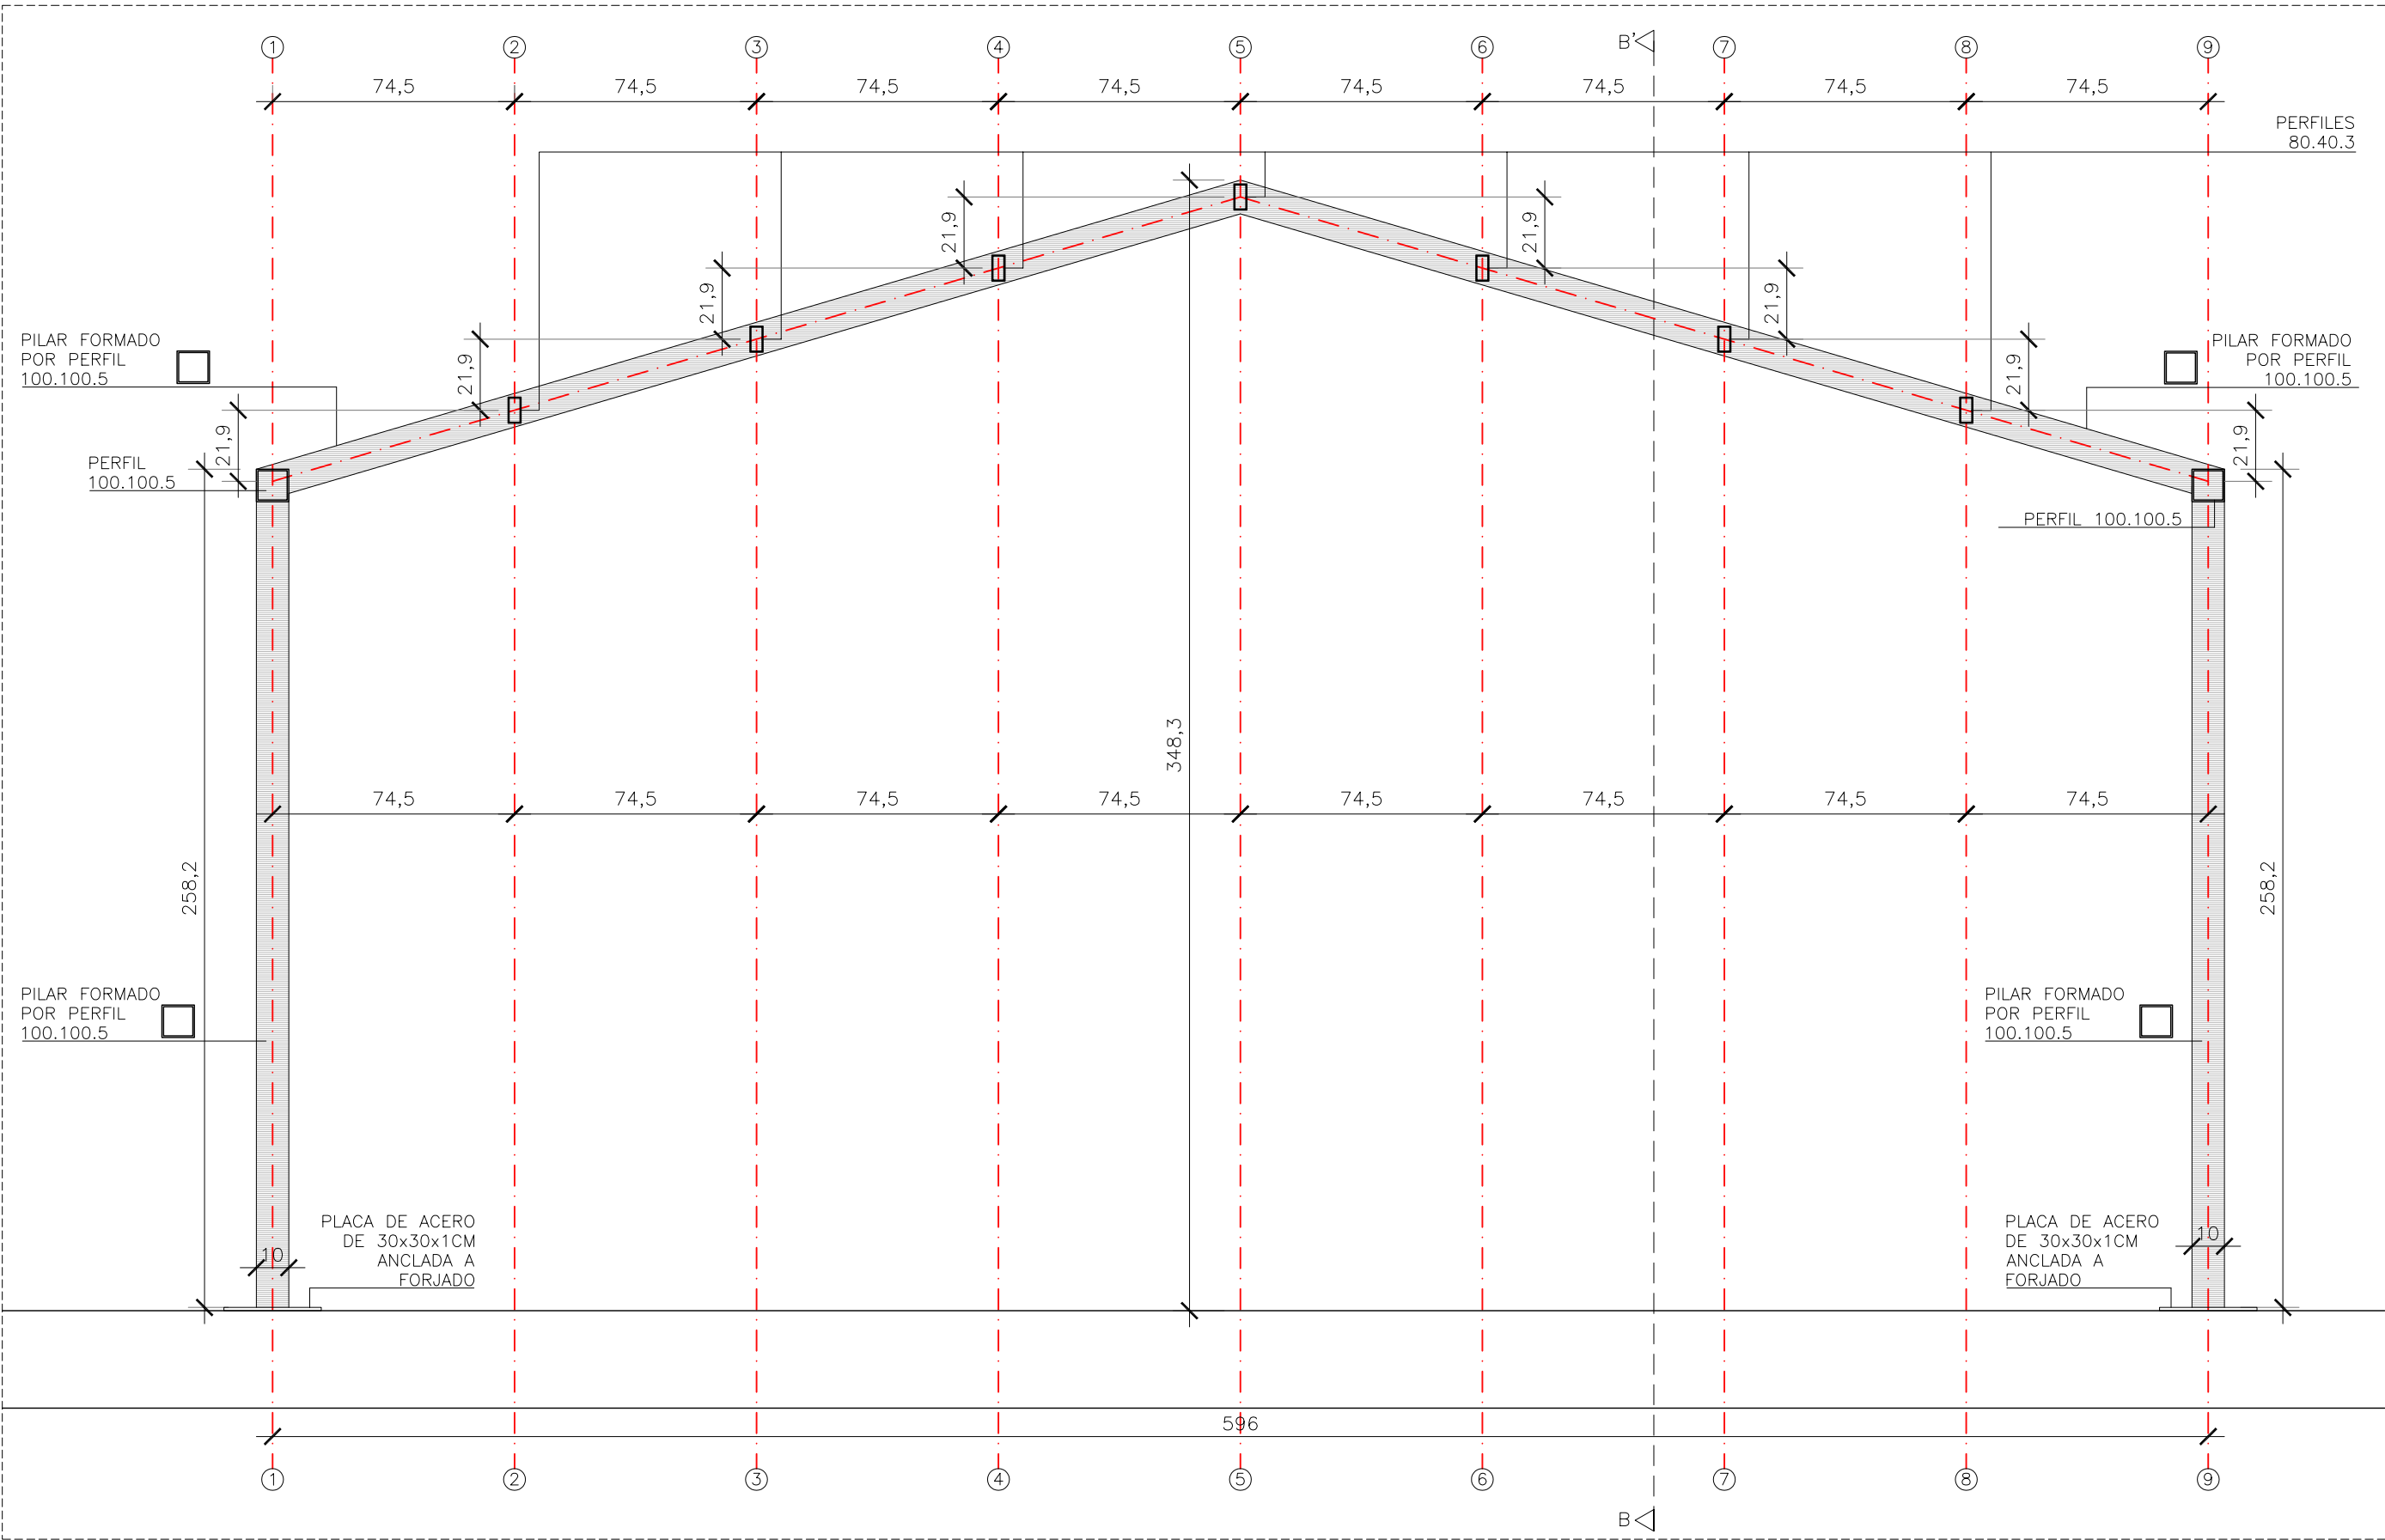 1 2 3 4 5 6 7 8 9
B'
74,5 74,5 74,5 74,5 74,5 74,5 74,5 74,5
PERFILES
80.40.3
21,9 21,9
21,9 21,9
21,9 21,9
21,9 21,9
PILAR FORMADO
POR PERFIL
100.100.5
PILAR FORMADO
POR PERFIL
100.100.5
PERFIL
100.100.5
PERFIL 100.100.5
348,3
74,5 74,5 74,5 74,5 74,5 74,5 74,5 74,5
258,2
258,2
PILAR FORMADO
POR PERFIL
100.100.5
PILAR FORMADO
POR PERFIL
100.100.5
10
PLACA DE ACERO
DE 30x30x1CM
ANCLADA A
FORJADO
PLACA DE ACERO
DE 30x30x1CM
ANCLADA A
FORJADO
10
596
1 2 3 4 5 6 7 8 9
B